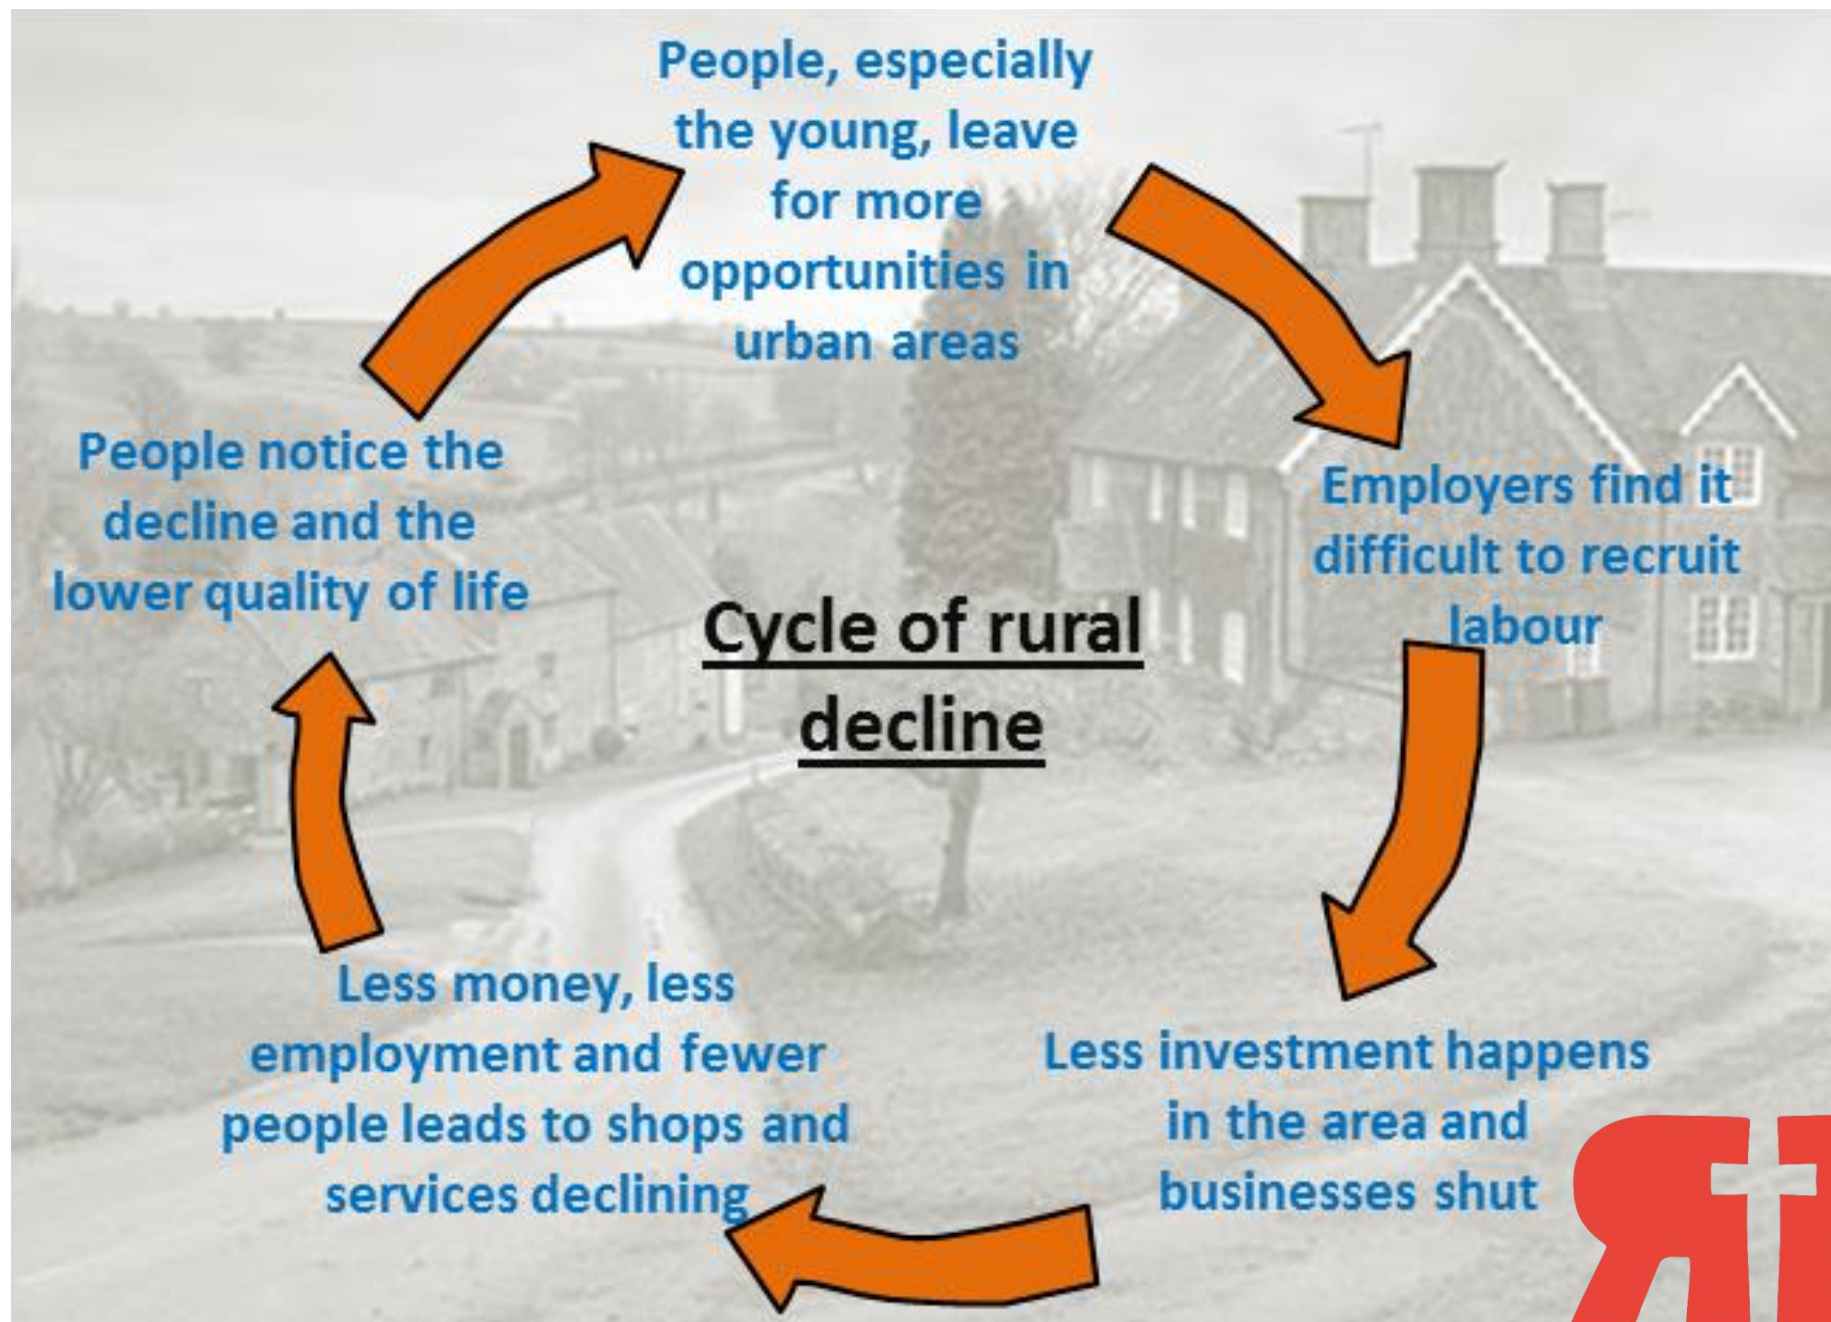 People, especially
the young, leave
for more
opportunities in
urban areas
Employers find it
difficult to recruit
labour
Less investment happens
in the area and
businesses shut
Less money, less
employment and fewer
people leads to shops and
services declining
People notice the
decline and the
lower quality of life
Cycle of rural
decline